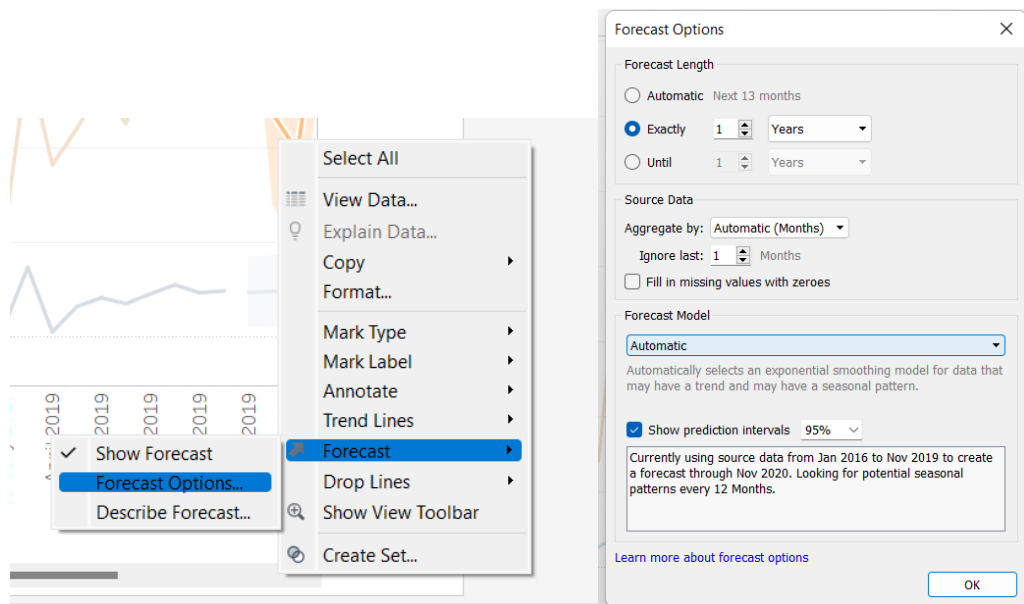 Select All
View Data...
Explain Data...
Copy
Format...
Mark Type
Mark Label
Annotate
Trend Lines
Forecast
Drop Lines
Show View Toolbar
Create Set...
Show Forecast
Forecast Options...
Describe Forecast...
2019
2019
2019
2019
2019
Forecast Options
Forecast Length
Automatic Next 13 months
Exactly 1 Years
Until 1 Years
Source Data
Aggregate by: Automatic (Months)
Ignore last: 1 Months
Fill in missing values with zeroes
Forecast Model
Automatic
Automatically selects an exponential smoothing model for data that
may have a trend and may have a seasonal pattern.
Show prediction intervals 95%
Currently using source data from Jan 2016 to Nov 2019 to create
a forecast through Nov 2020. Looking for potential seasonal
patterns every 12 Months.
Learn more about forecast options
OK